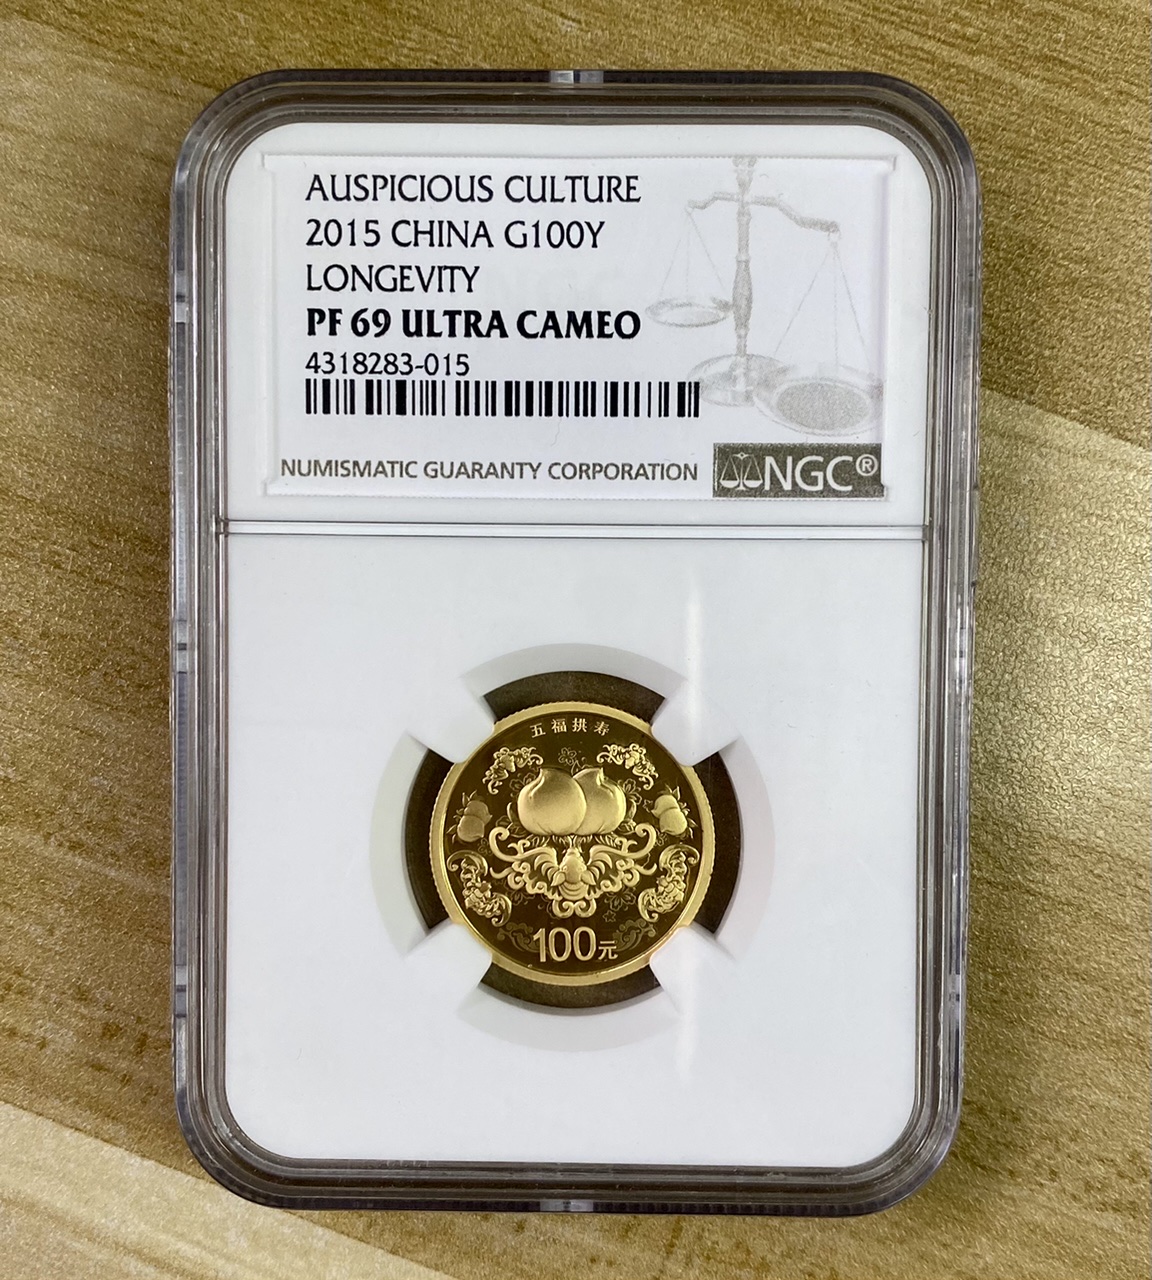 AUSPICIOUS CULTURE
2015 CHINA G100Y
LONGEVITY
PF 69 ULTRA CAMEO
4318283-015
NUMISMATIC GUARANTY CORPORATION
NGC®
五福拱寿
100元